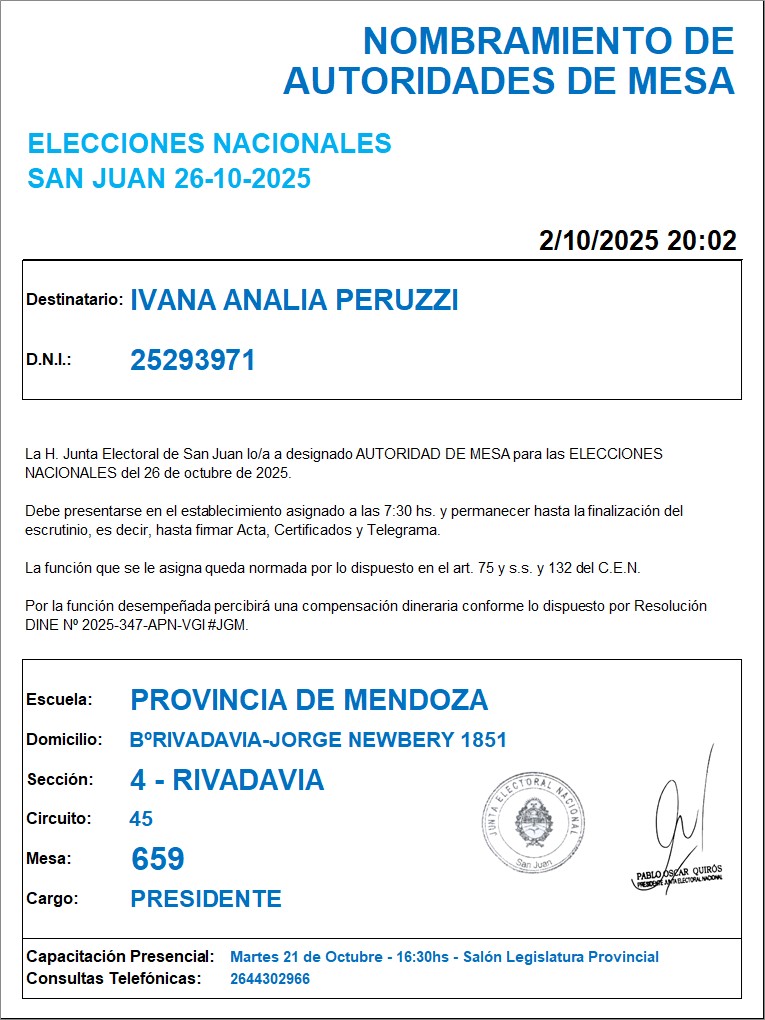 NOMBRAMIENTO DE
AUTORIDADES DE MESA
ELECCIONES NACIONALES
SAN JUAN 26-10-2025
2/10/2025 20:02
Destinatario: IVANA ANALIA PERUZZI
D.N.I.: 25293971
La H. Junta Electoral de San Juan lo/a a designado AUTORIDAD DE MESA para las ELECCIONES
NACIONALES del 26 de octubre de 2025.
Debe presentarse en el establecimiento asignado a las 7:30 hs. y permanecer hasta la finalización del
escrutinio, es decir, hasta firmar Acta, Certificados y Telegrama.
La función que se le asigna queda normada por lo dispuesto en el art. 75 y s.s. y 132 del C.E.N.
Por la función desempeñada percibirá una compensación dineraria conforme lo dispuesto por Resolución
DINE Nº 2025-347-APN-VGI#JGM.
Escuela: PROVINCIA DE MENDOZA
Domicilio: BºRIVADAVIA-JORGE NEWBERY 1851
Sección: 4 - RIVADAVIA
Circuito: 45
Mesa: 659
Cargo: PRESIDENTE
JUNTA ELECTORAL NACIONAL
San Juan
PABLO OSCAR QUIRÓS
PRESIDENTE JUNTA ELECTORAL NACIONAL
Capacitación Presencial: Martes 21 de Octubre - 16:30hs - Salón Legislatura Provincial
Consultas Telefónicas: 2644302966